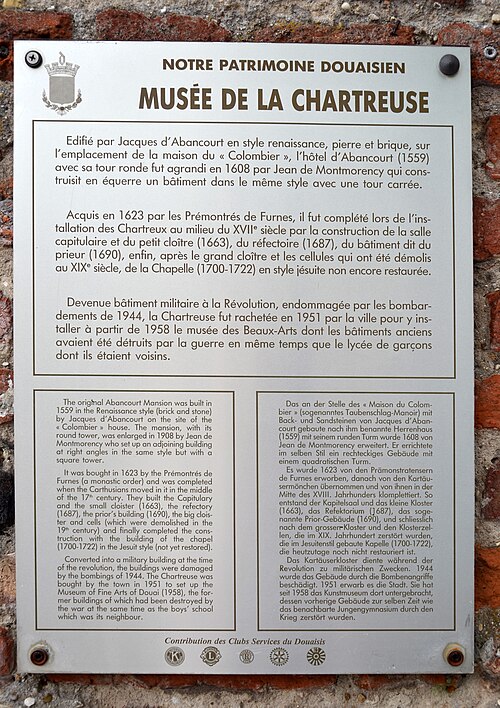 NOTRE PATRIMOINE DOUAISIEN
MUSÉE DE LA CHARTREUSE
Edifié par Jacques d'Abancourt en style renaissance, pierre et brique, sur
l'emplacement de la maison du « Colombier », l'hôtel d'Abancourt (1559)
avec sa tour ronde fut agrandi en 1608 par Jean de Montmorency qui cons-
truisit en équerre un bâtiment dans le même style avec une tour carrée.
Acquis en 1623 par les Prémontrés de Furnes, il fut complété lors de l'ins-
tallation des Chartreux au milieu du XVIIe siècle par la construction de la salle
capitulaire et du petit cloître (1663), du réfectoire (1687), du bâtiment dit du
prieur (1690), enfin, après le grand cloître et les cellules qui ont été démolis
au XIXe siècle, de la Chapelle (1700-1722) en style jésuite non encore restaurée.
Devenue bâtiment militaire à la Révolution, endommagée par les bombar-
dements de 1944, la Chartreuse fut rachetée en 1951 par la ville pour y ins-
taller à partir de 1958 le musée des Beaux-Arts dont les bâtiments anciens
avaient été détruits par la guerre en même temps que le lycée de garçons
dont ils étaient voisins.
The original Abancourt Mansion was built in
1559 in the Renaissance style (brick and stone)
by Jacques d'Abancourt on the site of the
« Colombier » house. The mansion, with its
round tower, was enlarged in 1908 by Jean de
Montmorency who set up an adjoining building
at right angles in the same style but with a
square tower.
It was bought in 1623 by the Prémontrés de
Furnes (a monastic order) and was completed
when the Carthusians moved in it in the middle
of the 17th century. They built the Capitulary
and the small cloister (1663), the refectory
(1687), the prior's building (1690), the big clois-
ter and cells (which were demolished in the
19th century) and finally completed the cons-
truction with the building of the chapel
(1700-1722) in the Jesuit style (not yet restored).
Converted into a military building at the time
of the revolution, the buildings were damaged
by the bombings of 1944. The Chartreuse was
bought by the town in 1951 to set up the
Museum of Fine Arts of Douai (1958), the for-
mer buildings of which had been destroyed by
the war at the same time as the boys' school
which was its neighbour.
Das an der Stelle des « Maison du Colom-
bier » (sogenanntes Taubenschlag-Manoir) mit
Back- und Sandsteinen von Jacques d'Aban-
court gebaute nach ihm benannte Herrenhaus
(1559) mit seinem runden Turm wurde 1608 von
Jean de Montmorency erweitert. Er errichtete
im selben Stil ein rechteckiges Gebäude mit
einem quadratischen Turm.
Es wurde 1623 von den Prämonstratensern
de Furnes erworben, danach von den Kartäu-
sermönchen übernommen und von ihnen in der
Mitte des XVIII. Jahrhunders komplettiert. So
entstand der Kapitelsaal und das kleine Kloster
(1663), das Refektorium (1687), das soge-
nannte Prior-Gebäude (1690), und schliesslich
nach dem grossen Kloster und den Klosterzel-
len, die im XIX. Jahrhundert zerstört wurden,
die im Jesuitenstil gebaute Kapelle (1700-1722),
die heutzutage noch nicht restauriert ist.
Das Kartäuserkloster diente während der
Revolution zu militärischen Zwecken. 1944
wurde das Gebäude durch die Bombenangriffe
beschädigt. 1951 erwarb es die Stadt. Sie hat
seit 1958 das Kunstmuseum dort untergebracht,
dessen vorherige Gebäude zur selben Zeit wie
das benachbarte Jungengymnasium durch den
Krieg zerstört wurden.
Contribution des Clubs Services du Douaisis